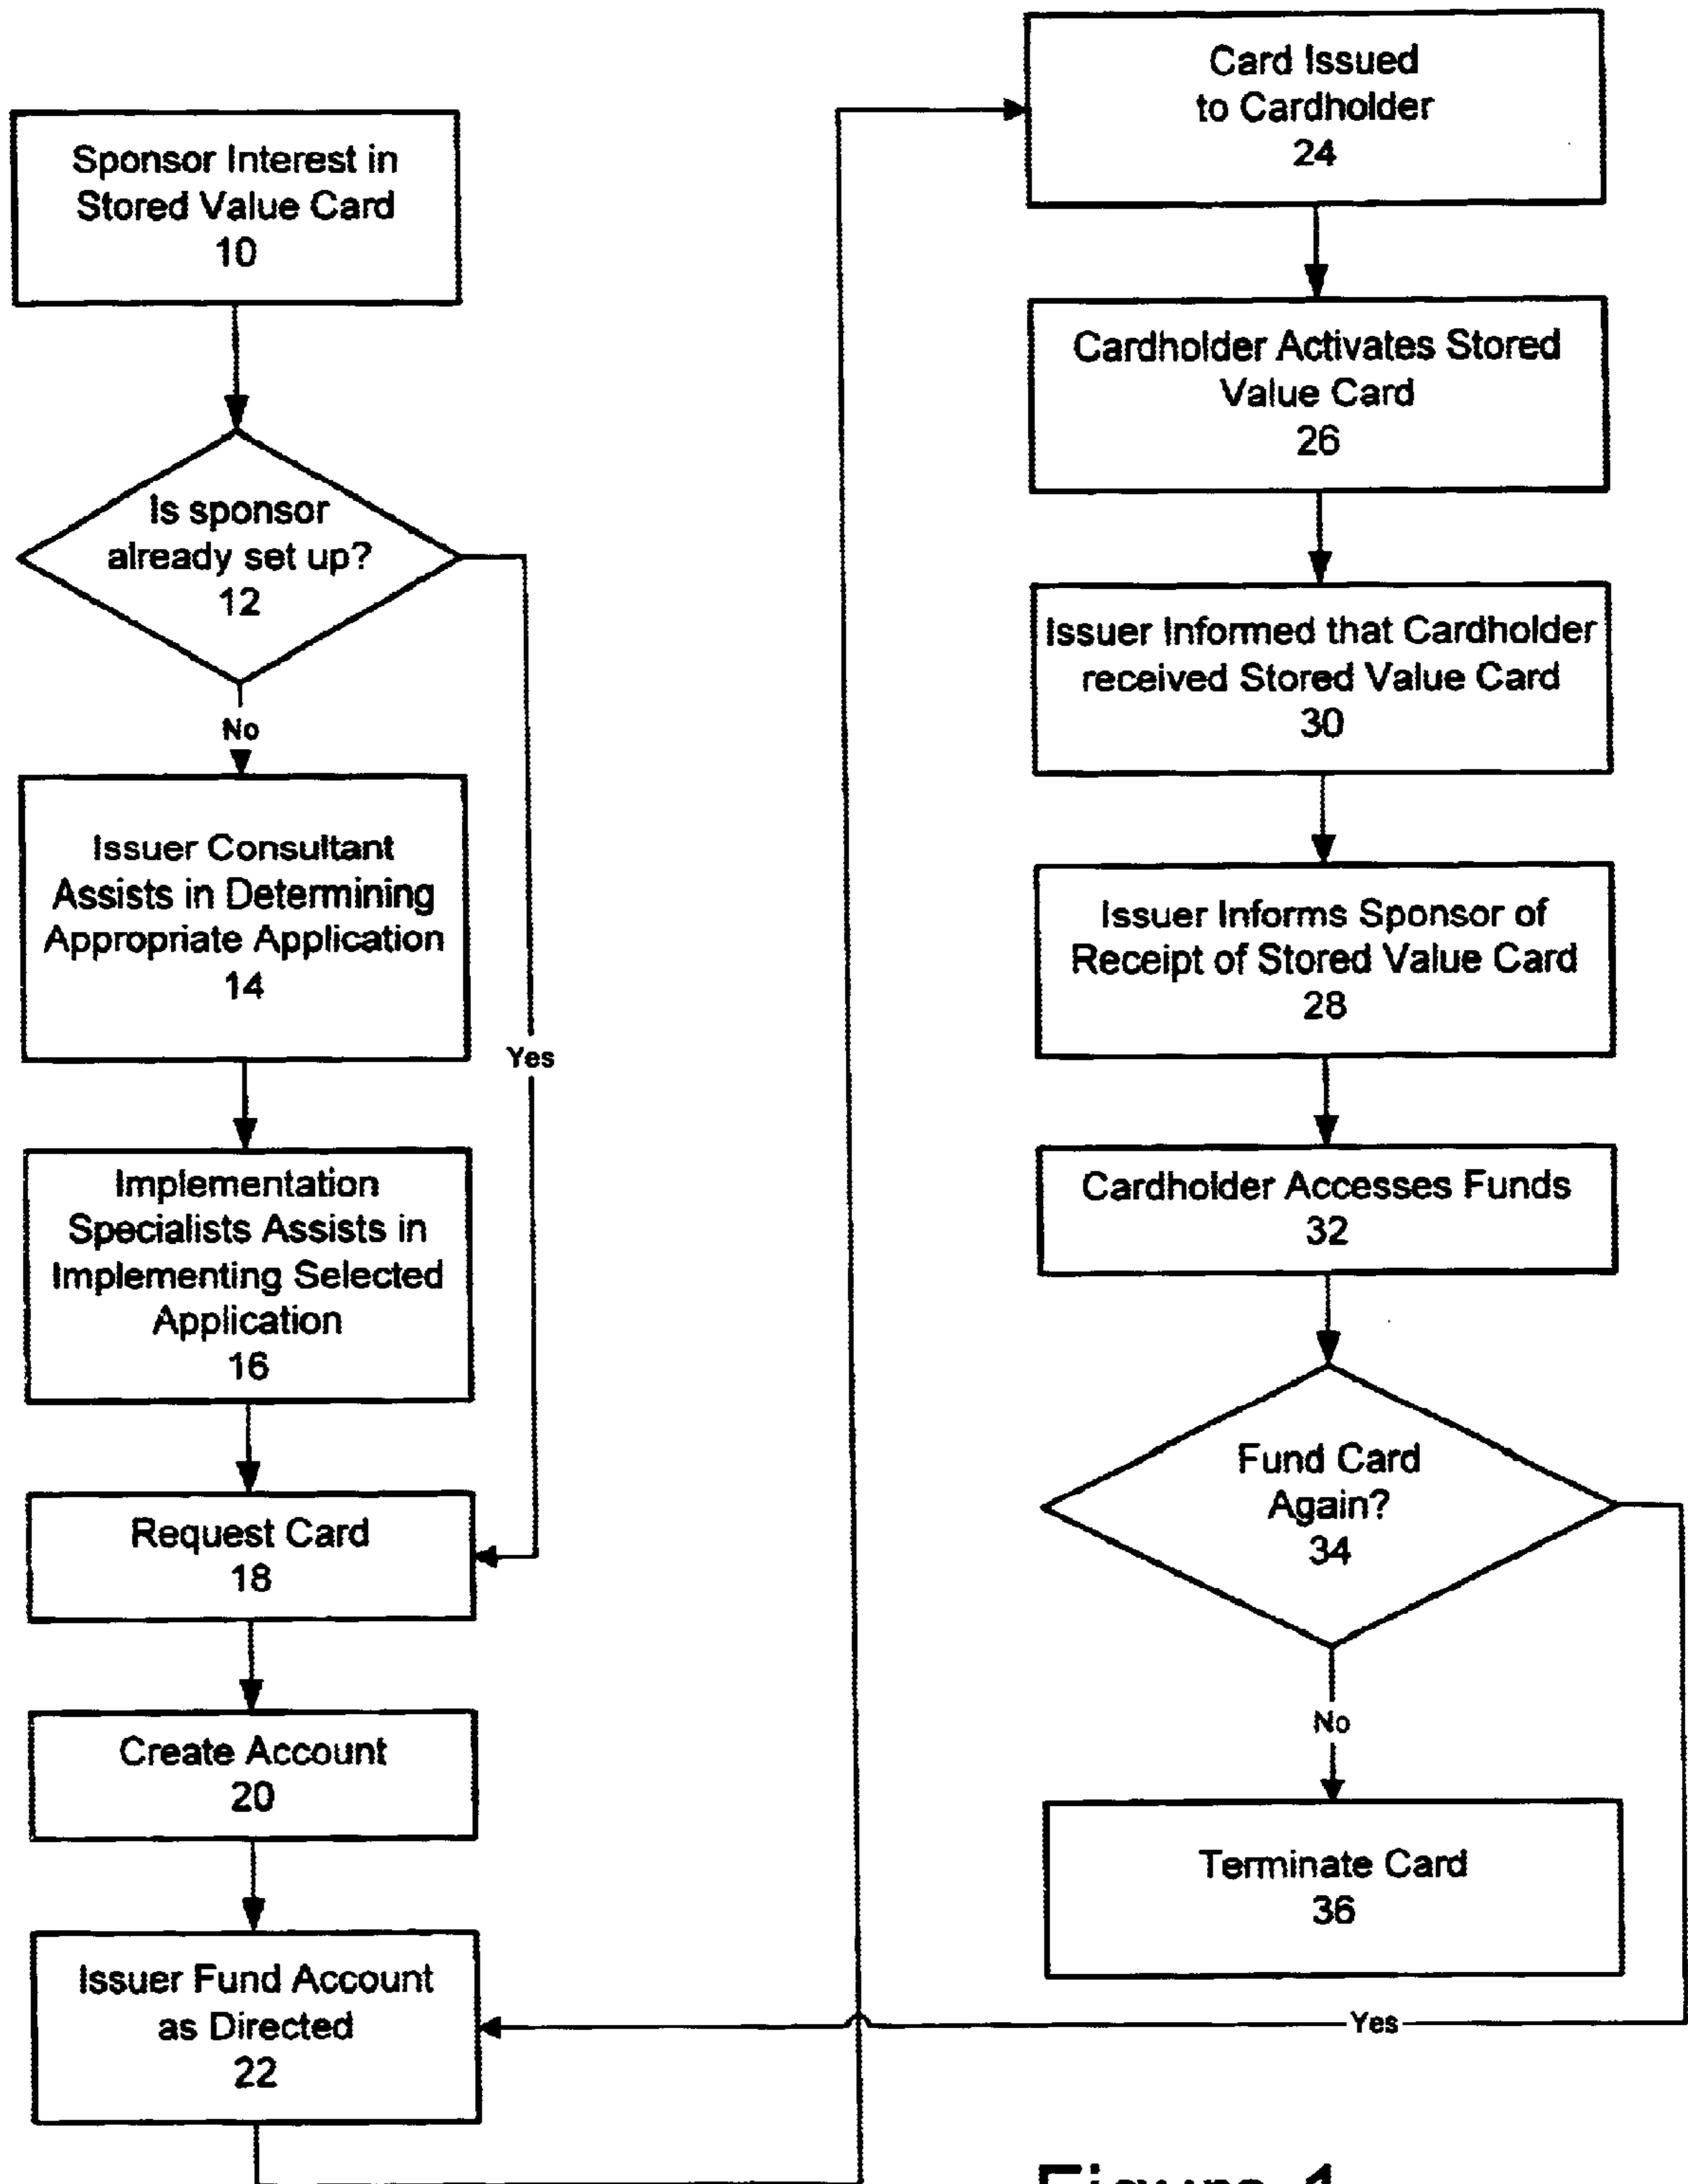 Sponsor Interest in
Stored Value Card
10
Is sponsor
already set up?
12
No
Yes
Issuer Consultant
Assists in Determining
Appropriate Application
14
Implementation
Specialists Assists in
Implementing Selected
Application
16
Request Card
18
Create Account
20
Issuer Fund Account
as Directed
22
Card Issued
to Cardholder
24
Cardholder Activates Stored
Value Card
26
Issuer Informed that Cardholder
received Stored Value Card
30
Issuer Informs Sponsor of
Receipt of Stored Value Card
28
Cardholder Accesses Funds
32
Fund Card
Again?
34
No
Terminate Card
36
Yes
Figure 1